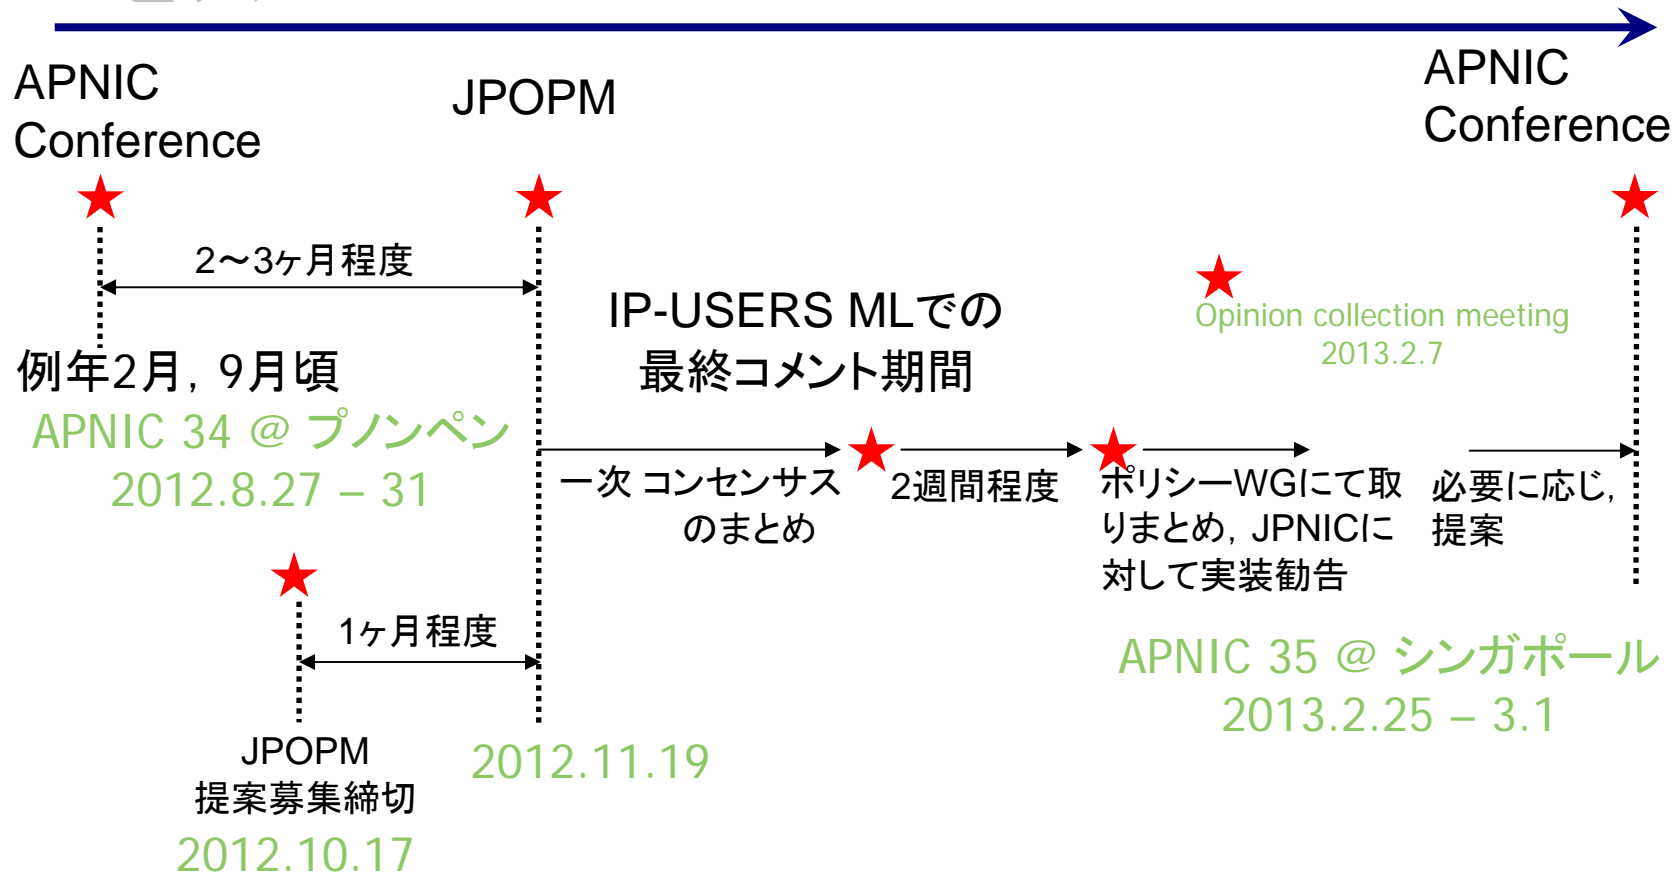 APNIC
Conference
JPOPM
APNIC
Conference
2～3ヶ月程度
IP-USERS MLでの
最終コメント期間
Opinion collection meeting
2013.2.7
例年2月, 9月頃
APNIC 34 @ プノンペン
2012.8.27 – 31
一次 コンセンサス
のまとめ
2週間程度
ポリシーWGにて取
りまとめ, JPNICに
対して実装勧告
必要に応じ,
提案
1ヶ月程度
APNIC 35 @ シンガポール
2013.2.25 – 3.1
JPOPM
提案募集締切
2012.10.17
2012.11.19